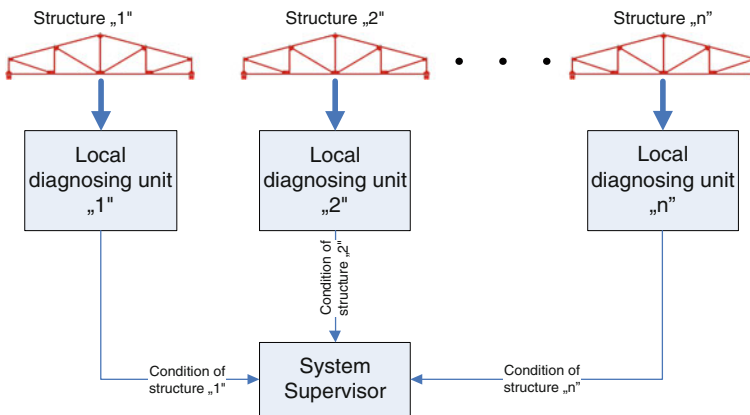 Structure „1"
Structure „2"
Structure „n”
Local
diagnosing unit
„1"
Local
diagnosing unit
„2"
Local
diagnosing unit
„n”
Condition of
structure „2"
Condition of
structure „1"
System
Supervisor
Condition of
structure „n”